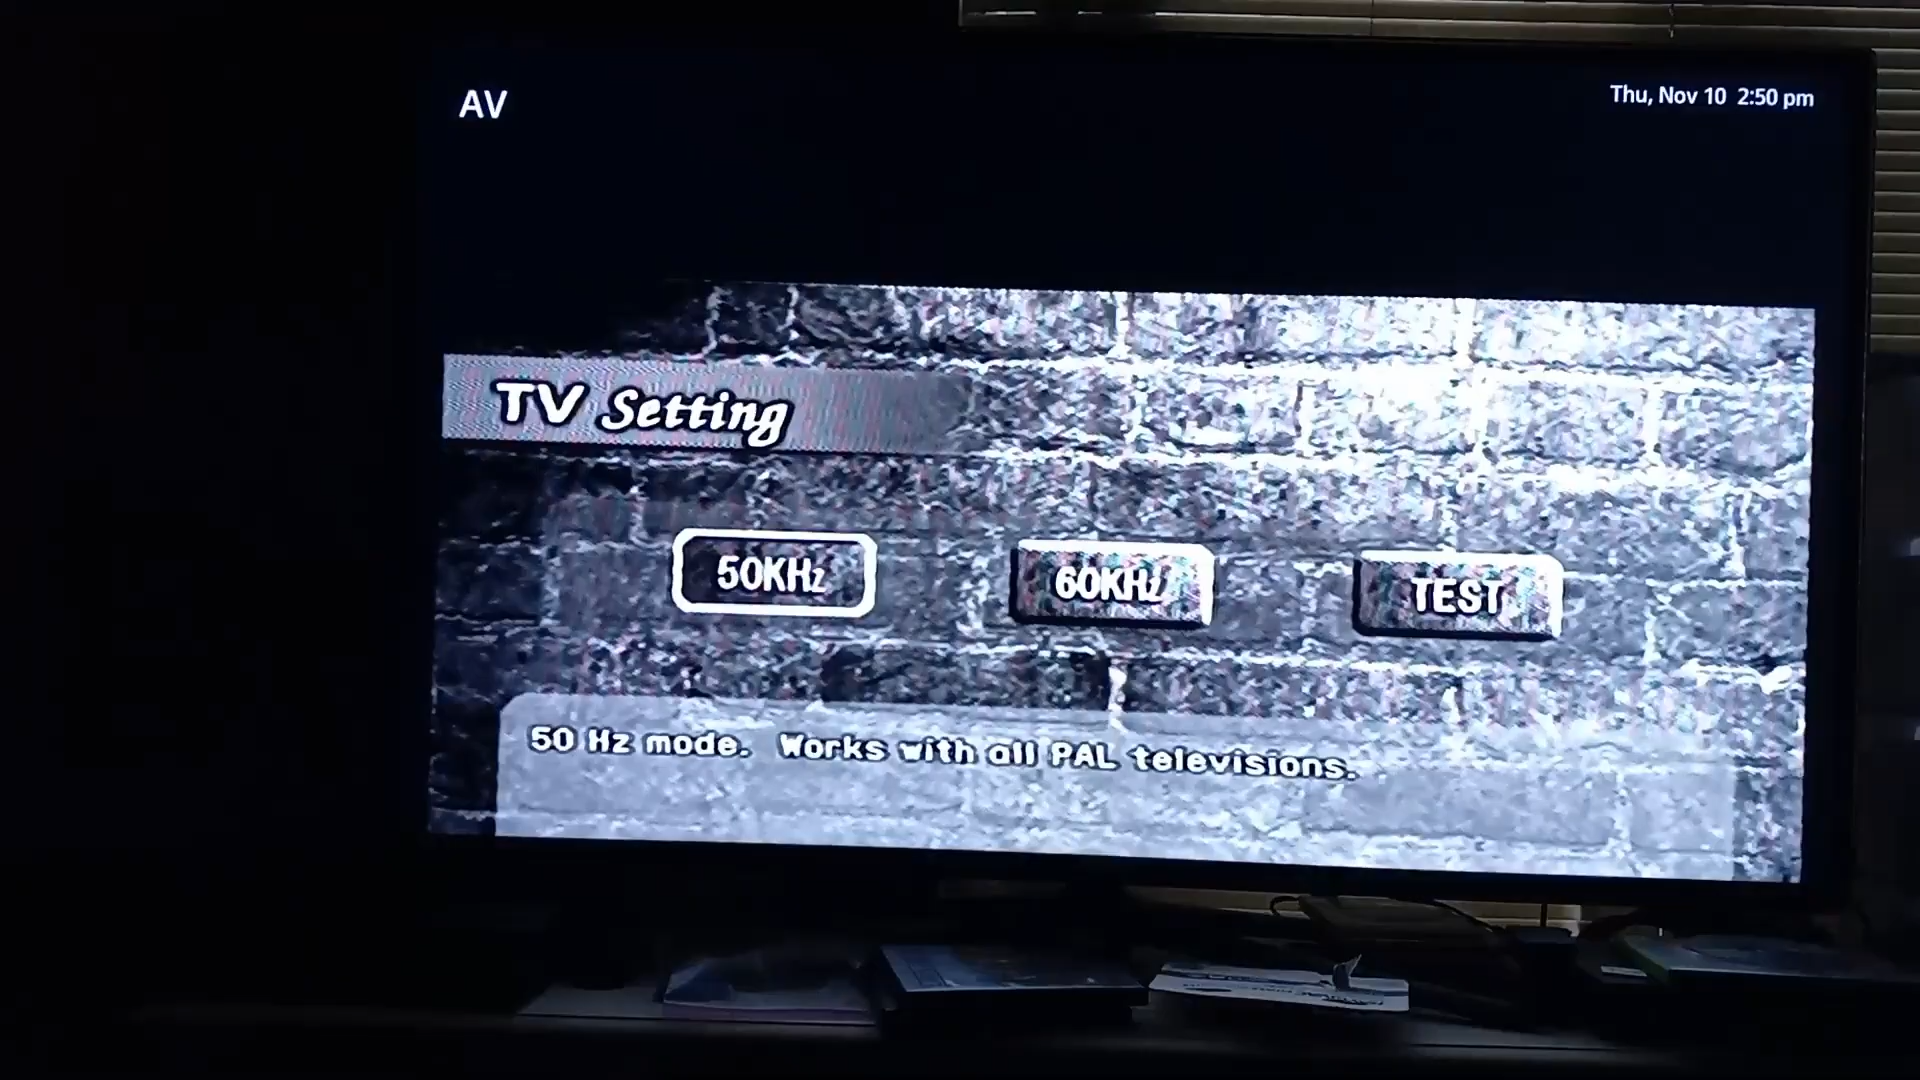 AV
Thu, Nov 10 2:50 pm
TV Setting
50KHz
60KHz
TEST
50 Hz mode. Works with all PAL televisions.